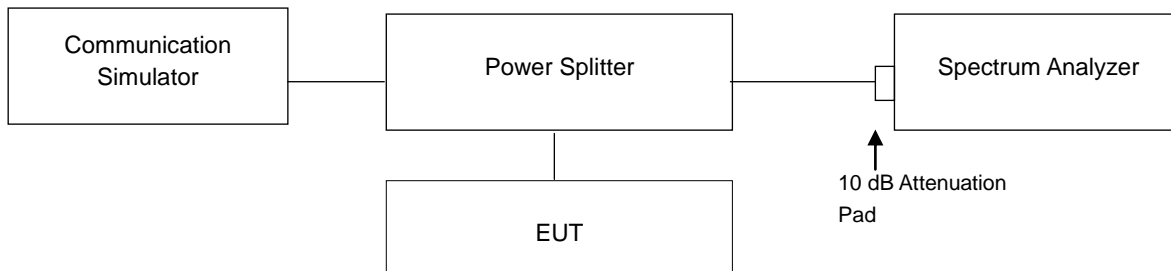 Communication
Simulator
Power Splitter
Spectrum Analyzer
10 dB Attenuation
Pad
EUT